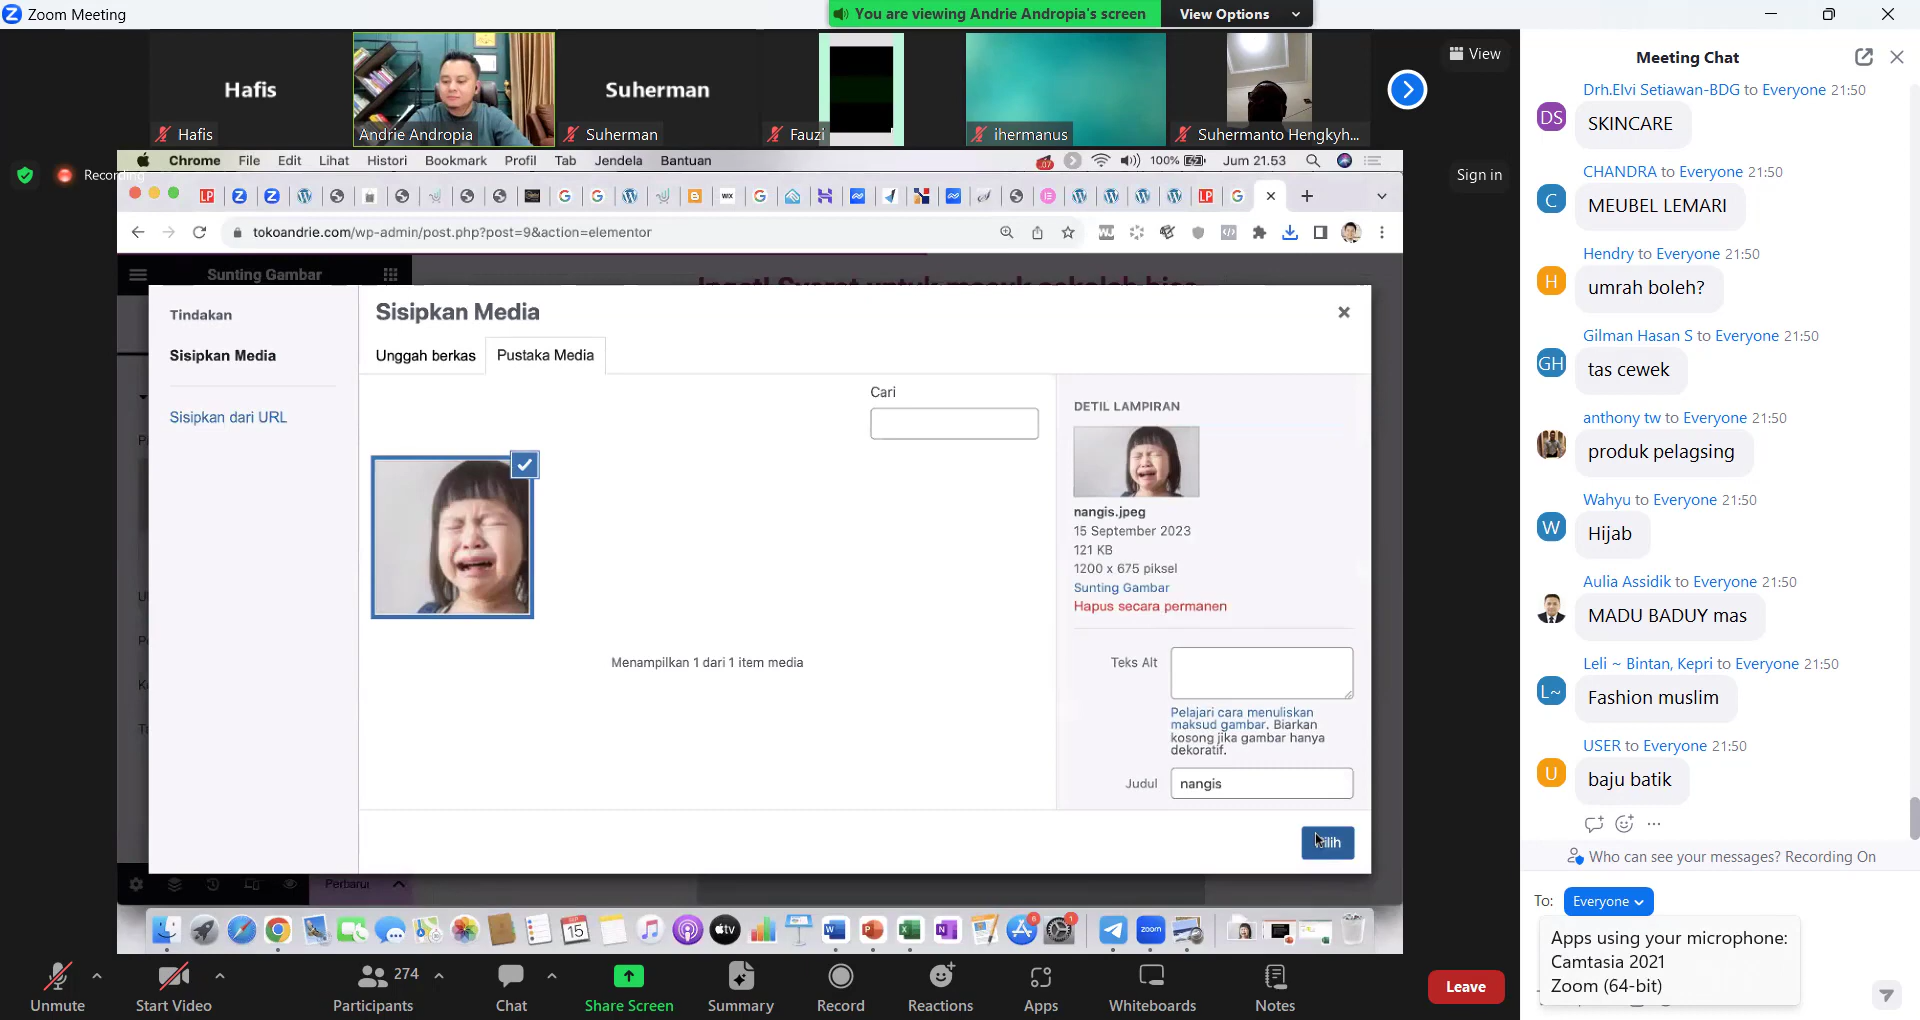 Zoom Meeting
You are viewing Andrie Andropia's screen
View Options
Hafis
Hafis
Andrie Andropia
Suherman
Suherman
Fauzi
ihermanus
Suhermanto Hengkyh...
View
Sign in
Recording
Chrome File Edit Lihat Histori Bookmark Profil Tab Jendela Bantuan
100% Jum 21.53
tokoandrie.com/wp-admin/post.php?post=9&action=elementor
Sunting Gambar
Tindakan
Sisipkan Media
Sisipkan dari URL
Sisipkan Media
Unggah berkas
Pustaka Media
Cari
Menampilkan 1 dari 1 item media
DETIL LAMPIRAN
nangis.jpeg
15 September 2023
121 KB
1200 x 675 piksel
Sunting Gambar
Hapus secara permanen
Teks Alt
Pelajari cara menuliskan
maksud gambar. Biarkan
kosong jika gambar hanya
dekoratif.
Judul
nangis
Perbarui
Meeting Chat
Drh.Elvi Setiawan-BDG to Everyone 21:50
DS
SKINCARE
CHANDRA to Everyone 21:50
C
MEUBEL LEMARI
Hendry to Everyone 21:50
H
umrah boleh?
Gilman Hasan S to Everyone 21:50
GH
tas cewek
anthony tw to Everyone 21:50
produk pelagsing
Wahyu to Everyone 21:50
W
Hijab
Aulia Assidik to Everyone 21:50
MADU BADUY mas
Leli ~ Bintan, Kepri to Everyone 21:50
L~
Fashion muslim
USER to Everyone 21:50
U
baju batik
Who can see your messages? Recording On
To: Everyone
Apps using your microphone:
Camtasia 2021
Zoom (64-bit)
Unmute
Start Video
274
Participants
Chat
Share Screen
Summary
Record
Reactions
Apps
Whiteboards
Notes
Leave